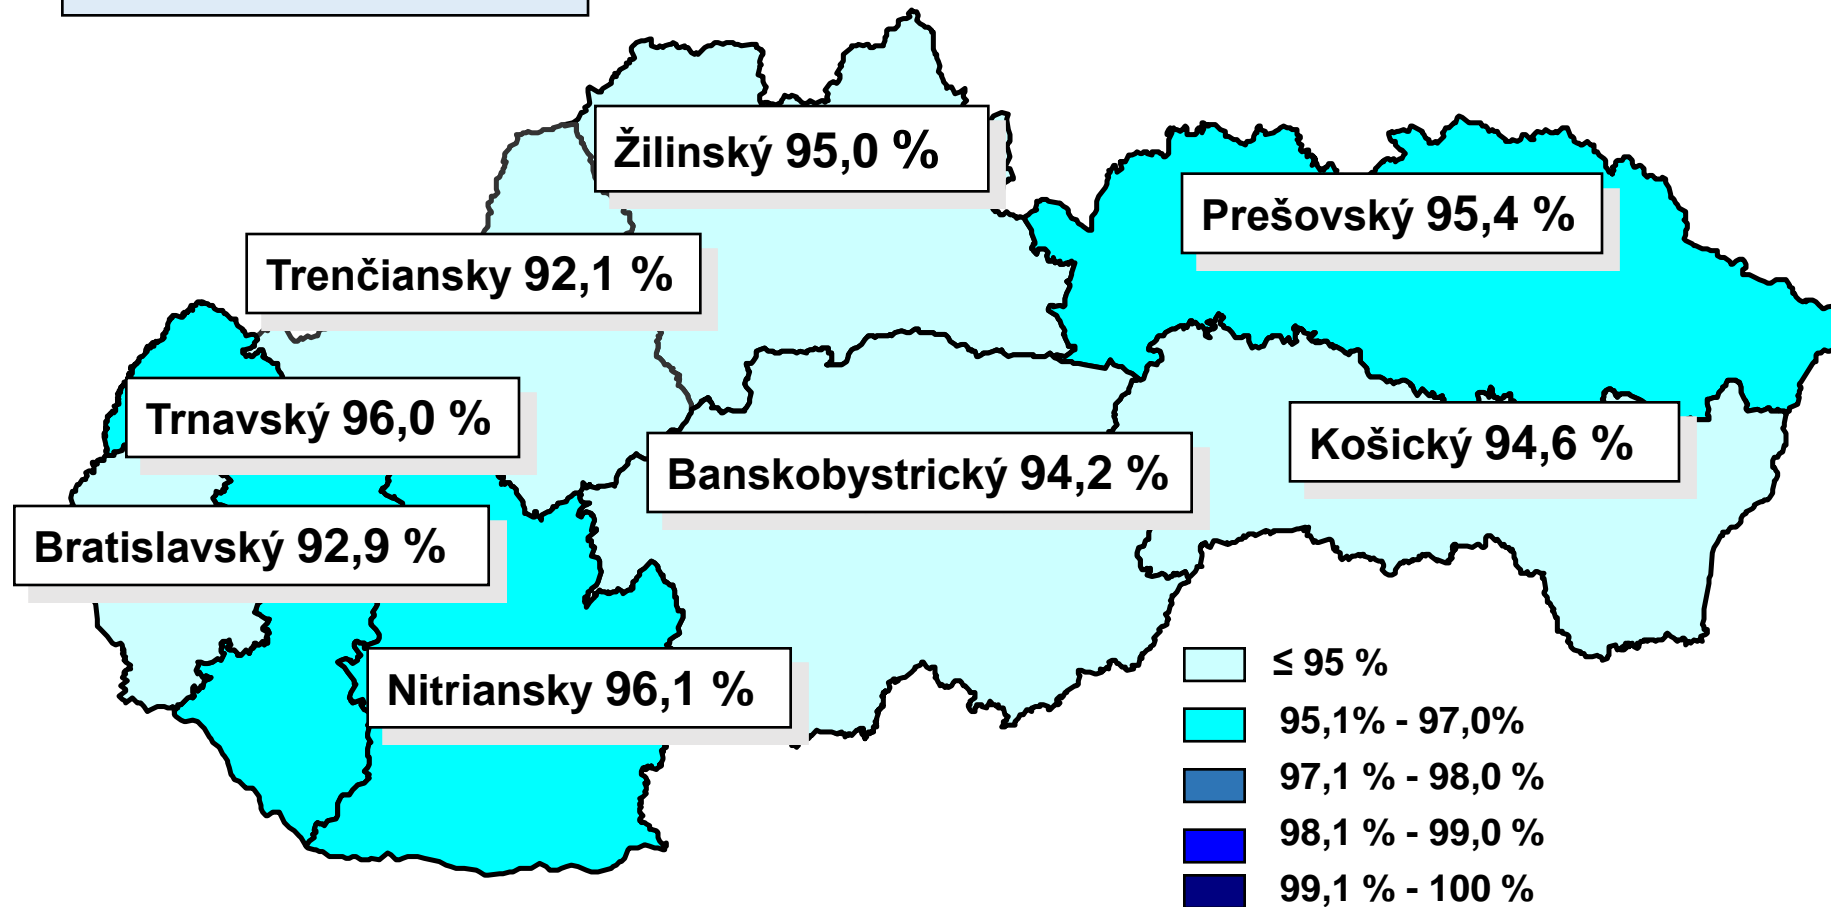 Žilinský 95,0 %
Prešovský 95,4 %
Trenčiansky 92,1 %
Trnavský 96,0 %
Košický 94,6 %
Banskobystrický 94,2 %
Bratislavský 92,9 %
Nitriansky 96,1 %
≤ 95 %
95,1% - 97,0%
97,1 % - 98,0 %
98,1 % - 99,0 %
99,1 % - 100 %